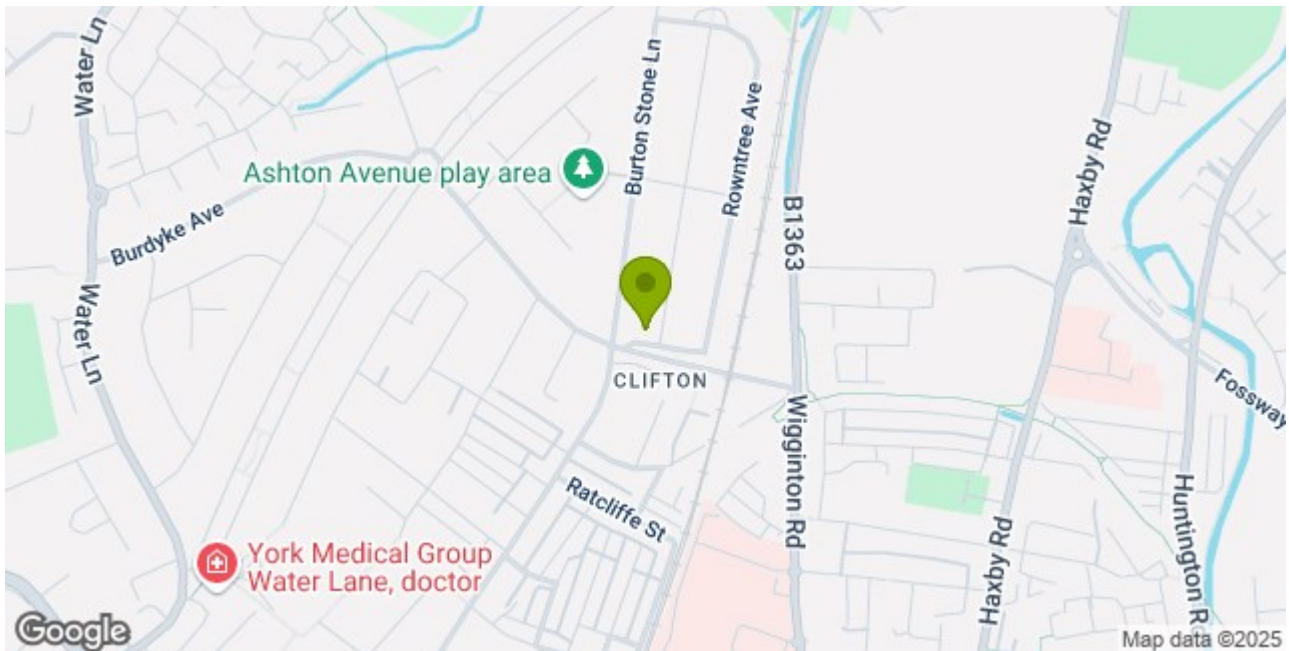 Water Ln
Burton Stone Ln
Rowntree Ave
Haxby Rd
Ashton Avenue play area
B1363
Burdyke Ave
Water Ln
CLIFTON
Fossway
Wigginton Rd
Ratcliffe St
Huntington Rd
Haxby Rd
York Medical Group
Water Lane, doctor
Google
Map data ©2025